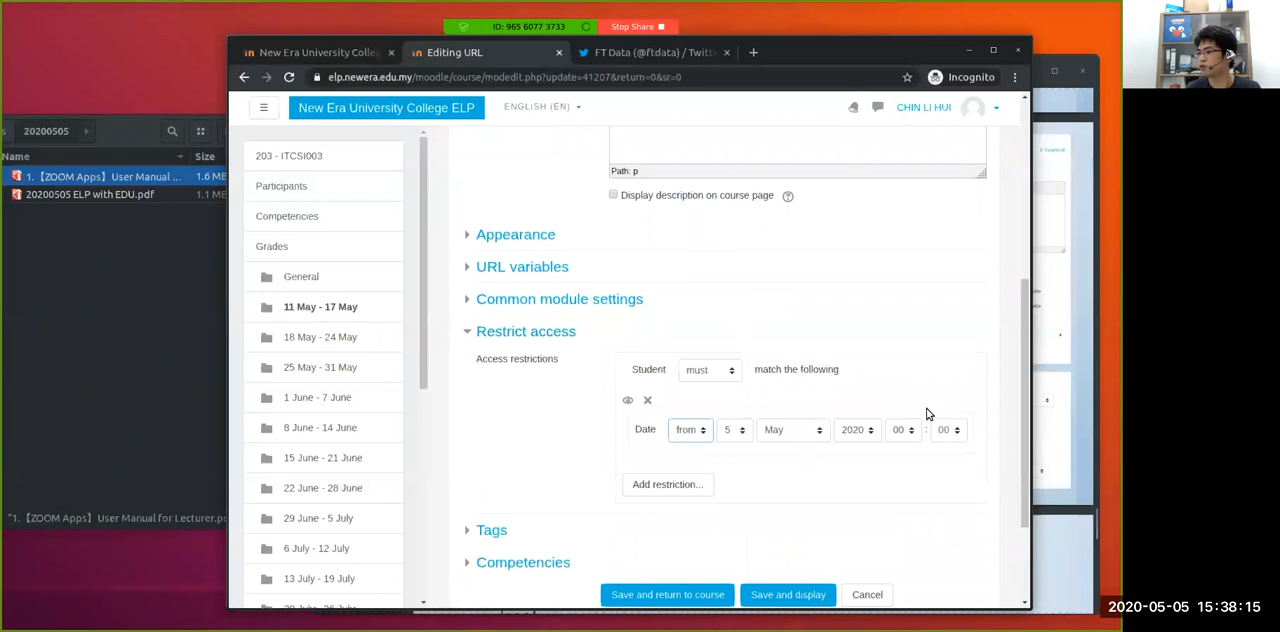 ID: 965 6077 3733
Stop Share
New Era University Colle
Editing URL
FT Data (@ftdata) / Twitt
elp.newera.edu.my/moodle/course/modedit.php?update=41207&return=0&sr=0
Incognito
New Era University College ELP
ENGLISH (EN)
CHIN LI HUI
20200505
Name
Size
1.【ZOOM Apps】User Manual ...
1.6 MB
20200505 ELP with EDU.pdf
1.1 MB
"1.【ZOOM Apps】User Manual for Lecturer.pd
203 - ITCSI003
Participants
Competencies
Grades
General
11 May - 17 May
18 May - 24 May
25 May - 31 May
1 June - 7 June
8 June - 14 June
15 June - 21 June
22 June - 28 June
29 June - 5 July
6 July - 12 July
13 July - 19 July
Path: p
Display description on course page
Appearance
URL variables
Common module settings
Restrict access
Access restrictions
Student must match the following
Date from 5 May 2020 00 : 00
Add restriction...
Tags
Competencies
Save and return to course
Save and display
Cancel
2020-05-05 15:38:15